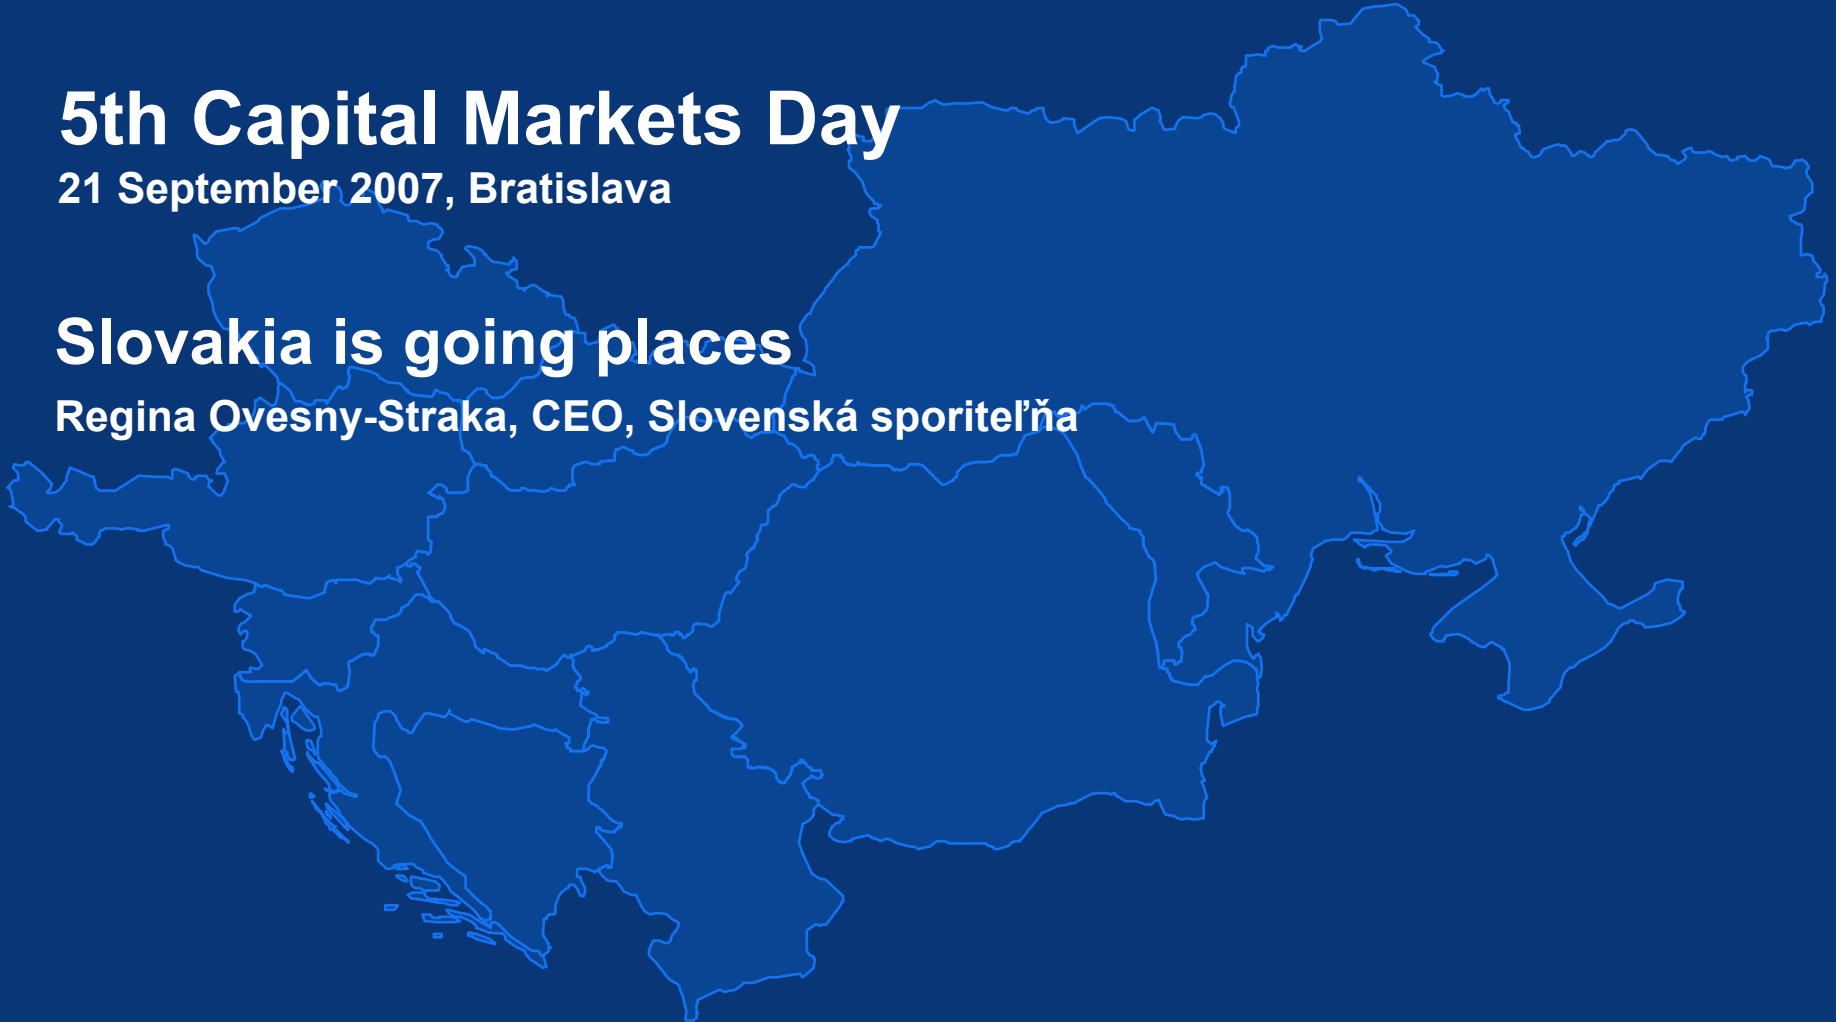 5th Capital Markets Day
21 September 2007, Bratislava
Slovakia is going places
Regina Ovesny-Straka, CEO, Slovenská sporiteľňa